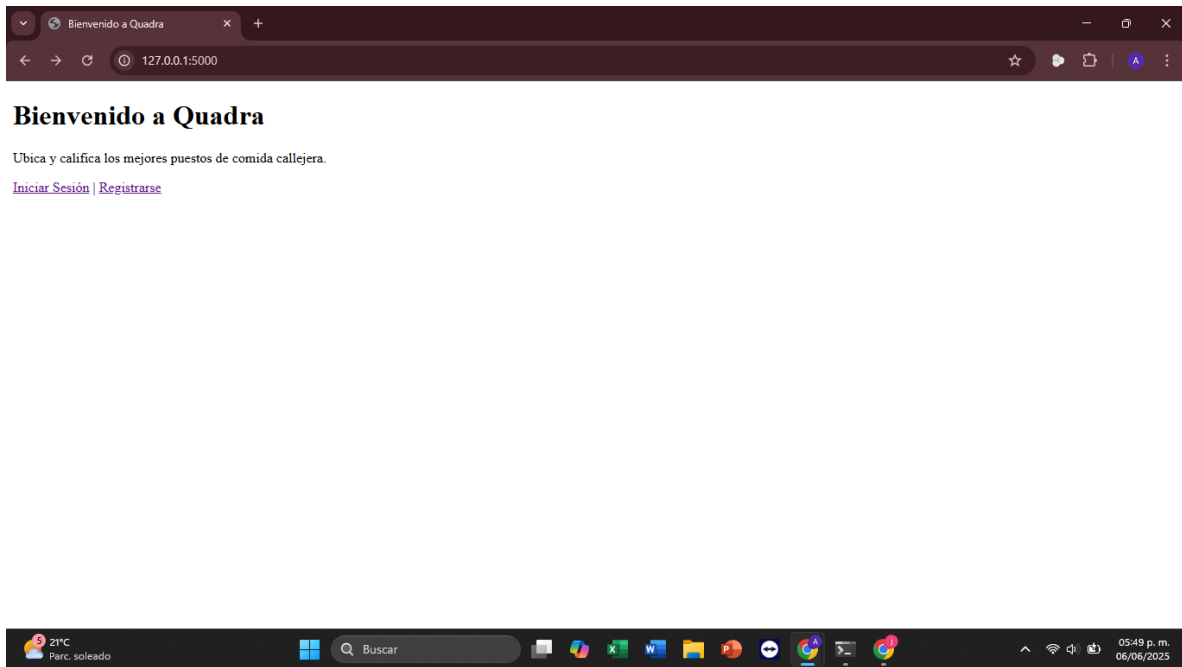 Bienvenido a Quadra
127.0.0.1:5000
A
Bienvenido a Quadra
Ubica y califica los mejores puestos de comida callejera.
Iniciar Sesión | Registrarse
5
21°C
Parc. soleado
Buscar
05:49 p. m.
06/06/2025